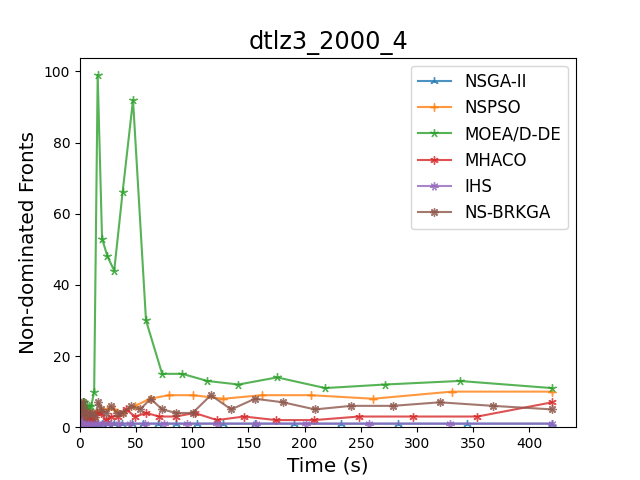 dtlz3_2000_4
Non-dominated Fronts
100
80
60
40
20
0
0 50 100 150 200 250 300 350 400
Time (s)
NSGA-II
NSPSO
MOEA/D-DE
MHACO
IHS
NS-BRKGA